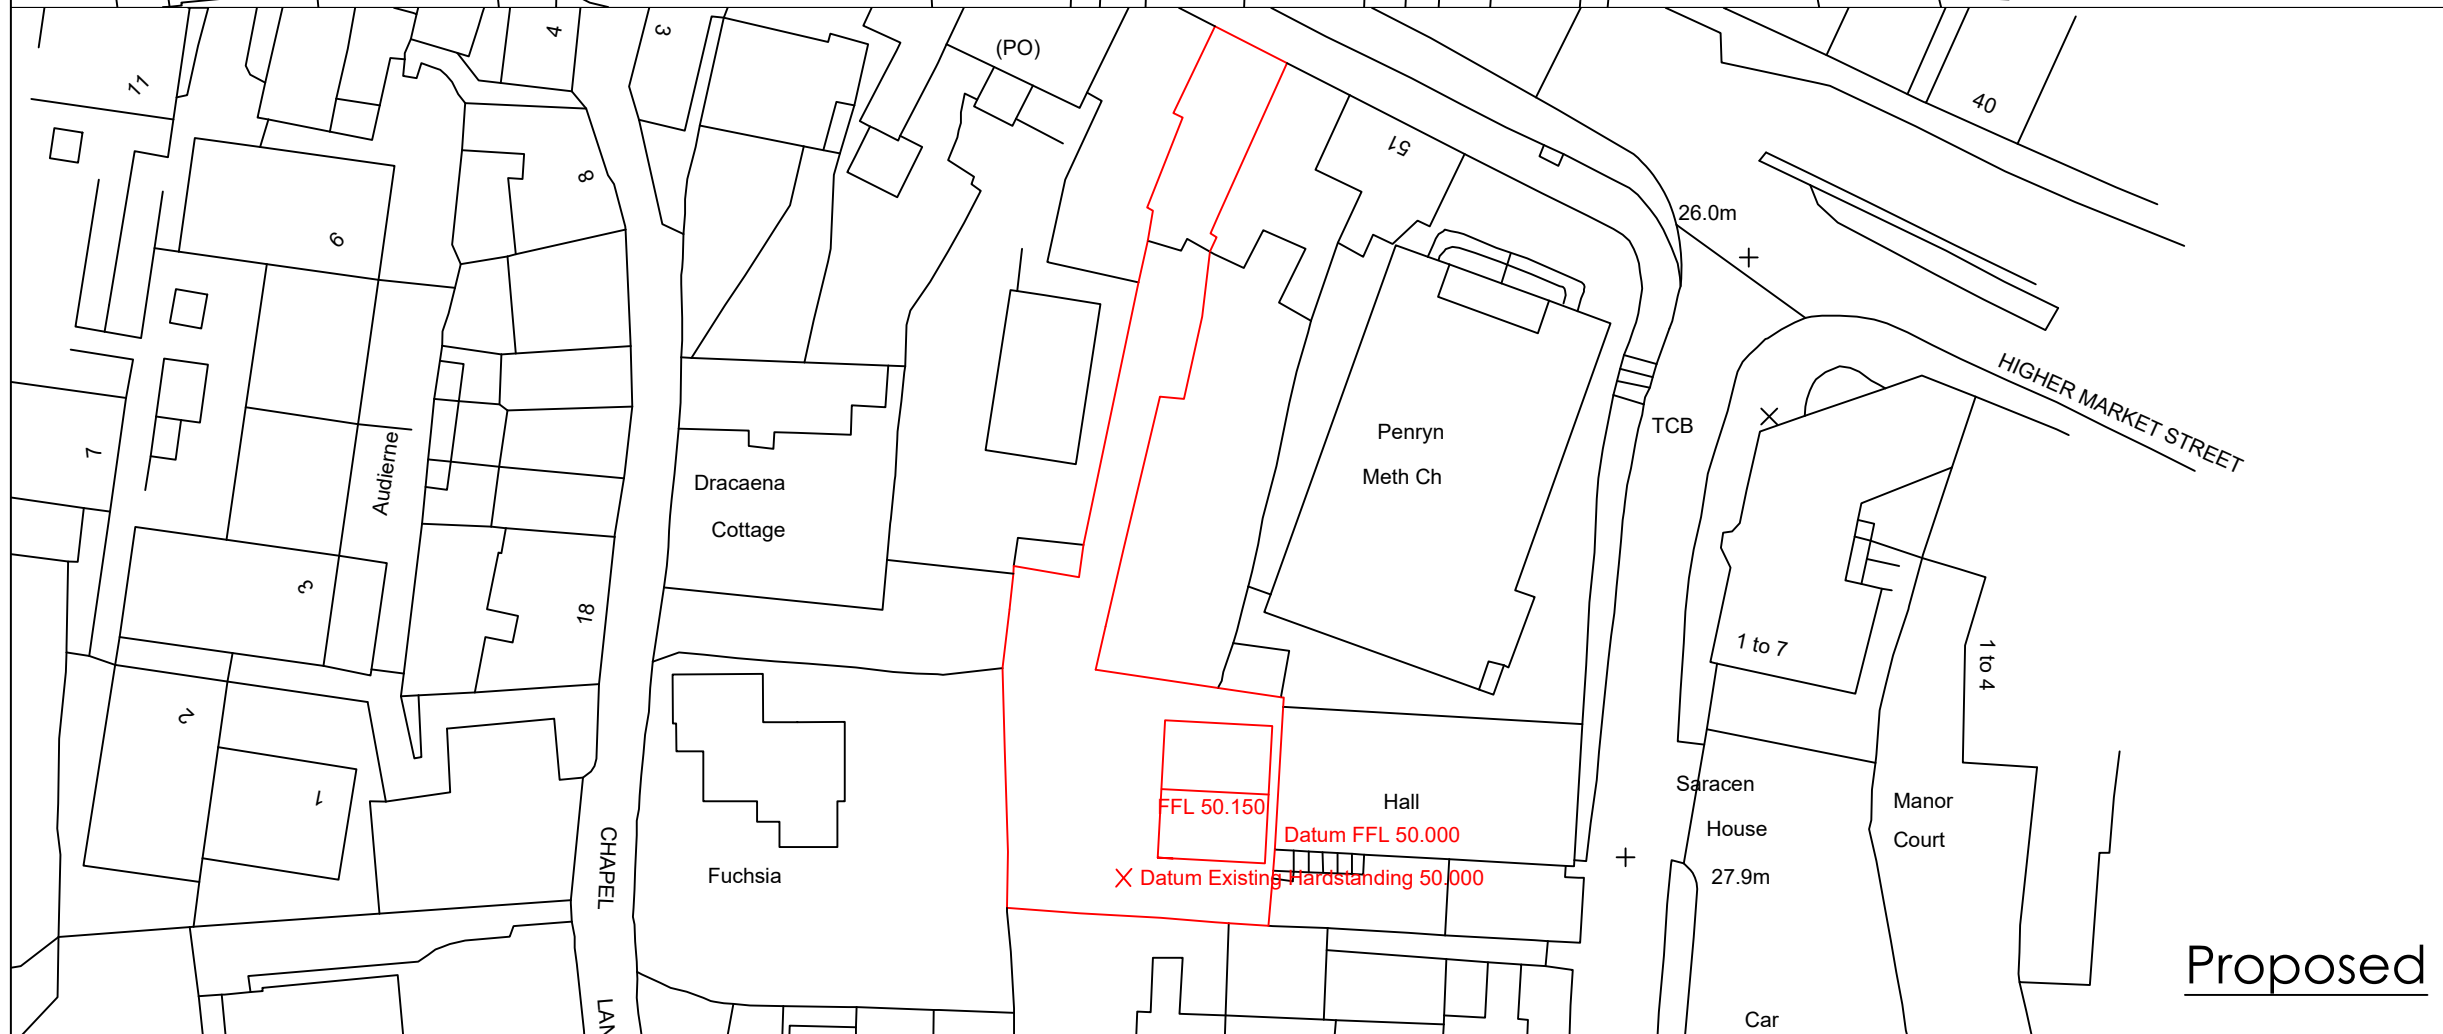 11
4
3
(PO)
51
40
8
9
26.0m
HIGHER MARKET STREET
TCB
Penryn
Meth Ch
7
Audierne
Dracaena
Cottage
3
18
1 to 7
1 to 4
2
1
CHAPEL
LAN
Fuchsia
FFL 50.150
Hall
Datum FFL 50.000
Datum Existing Hardstanding 50.000
Saracen
House
27.9m
Manor
Court
Car
Proposed